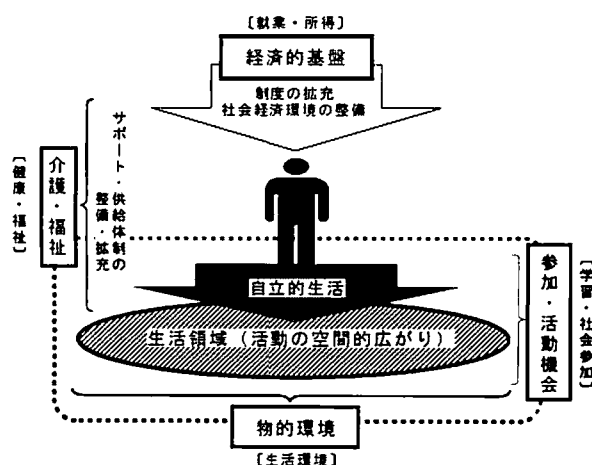 ［就業・所得］
経済的基盤
制度の拡充
社会経済環境の整備
［健康・福祉］
介護・福祉
サポート・供給体制の
整備・拡充
自立的生活
生活領域（活動の空間的広がり）
参加・活動機会
［学習・社会参加］
物的環境
［生活環境］